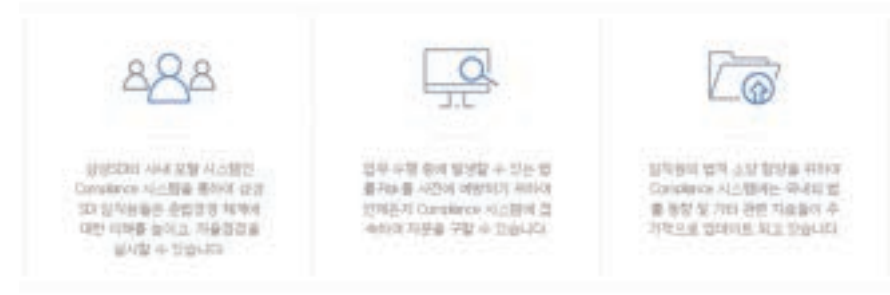 삼성SDI의 사내 포털 시스템인
Compliance 시스템을 통하여 삼성
SDI 임직원들은 준법경영 체계에
대한 이해를 높이고, 자율점검을
실시할 수 있습니다.
업무 수행 중에 발생할 수 있는 법
률Risk를 사전에 예방하기 위하여
언제든지 Compliance 시스템에 접
속하여 자문을 구할 수 있습니다.
임직원의 법적 소양 함양을 위하여
Compliance 시스템에는 국내외 법
률 동향 및 기타 관련 자료들이 주
기적으로 업데이트 되고 있습니다.